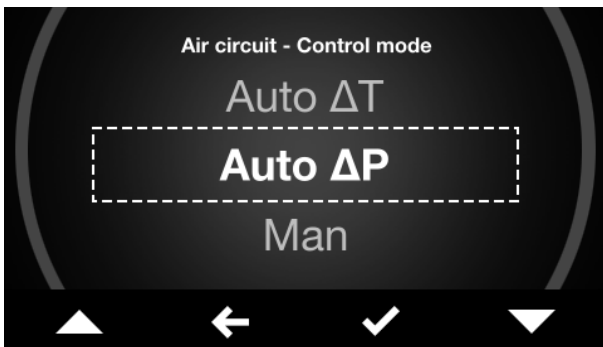 Air circuit - Control mode
Auto ΔT
Auto ΔP
Man